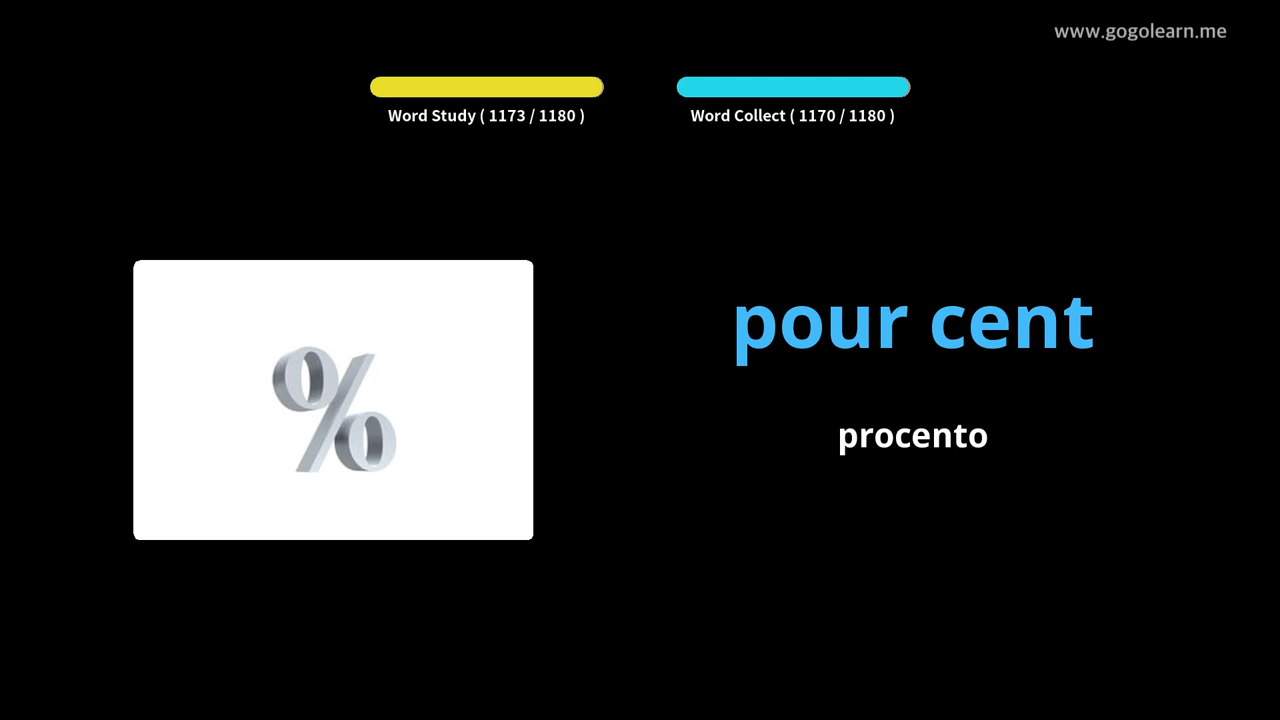 www.gogolearn.me
Word Study ( 1173 / 1180 )
Word Collect ( 1170 / 1180 )
%
pour cent
procento